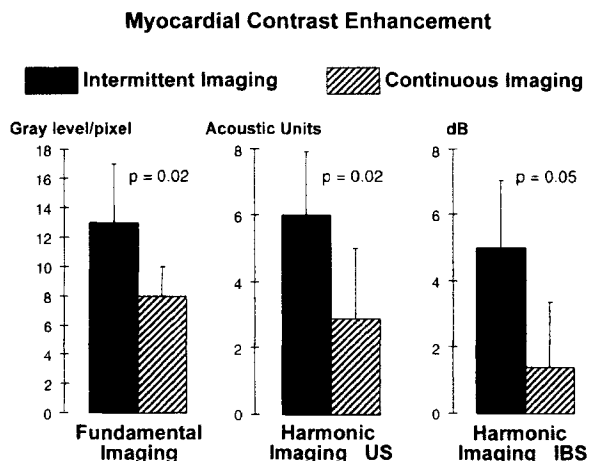 Myocardial Contrast Enhancement
Intermittent Imaging
Continuous Imaging
Gray level/pixel
18
16
14
12
10
8
6
4
2
0
p = 0.02
Fundamental
Imaging
Acoustic Units
8
6
4
2
0
p = 0.02
Harmonic
Imaging US
dB
8
6
4
2
0
p = 0.05
Harmonic
Imaging IBS